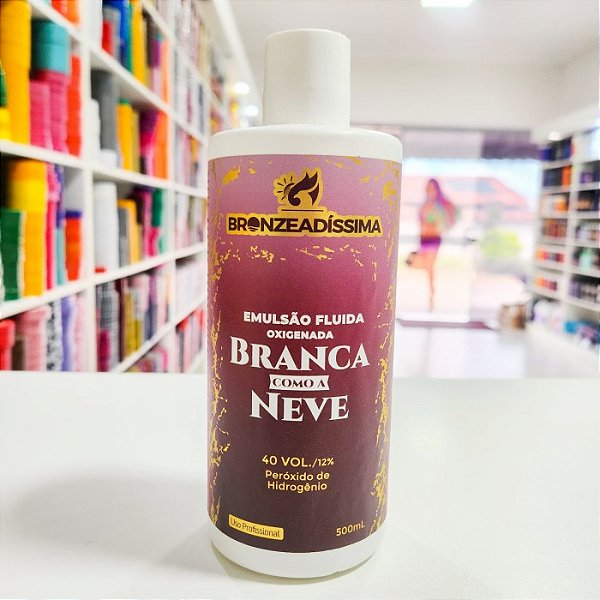 BRONZEADÍSSIMA
EMULSÃO FLUIDA
OXIGENADA
BRANCA
COMO A
NEVE
40 VOL./12%
Peróxido de
Hidrogênio
Uso Profissional
500mL